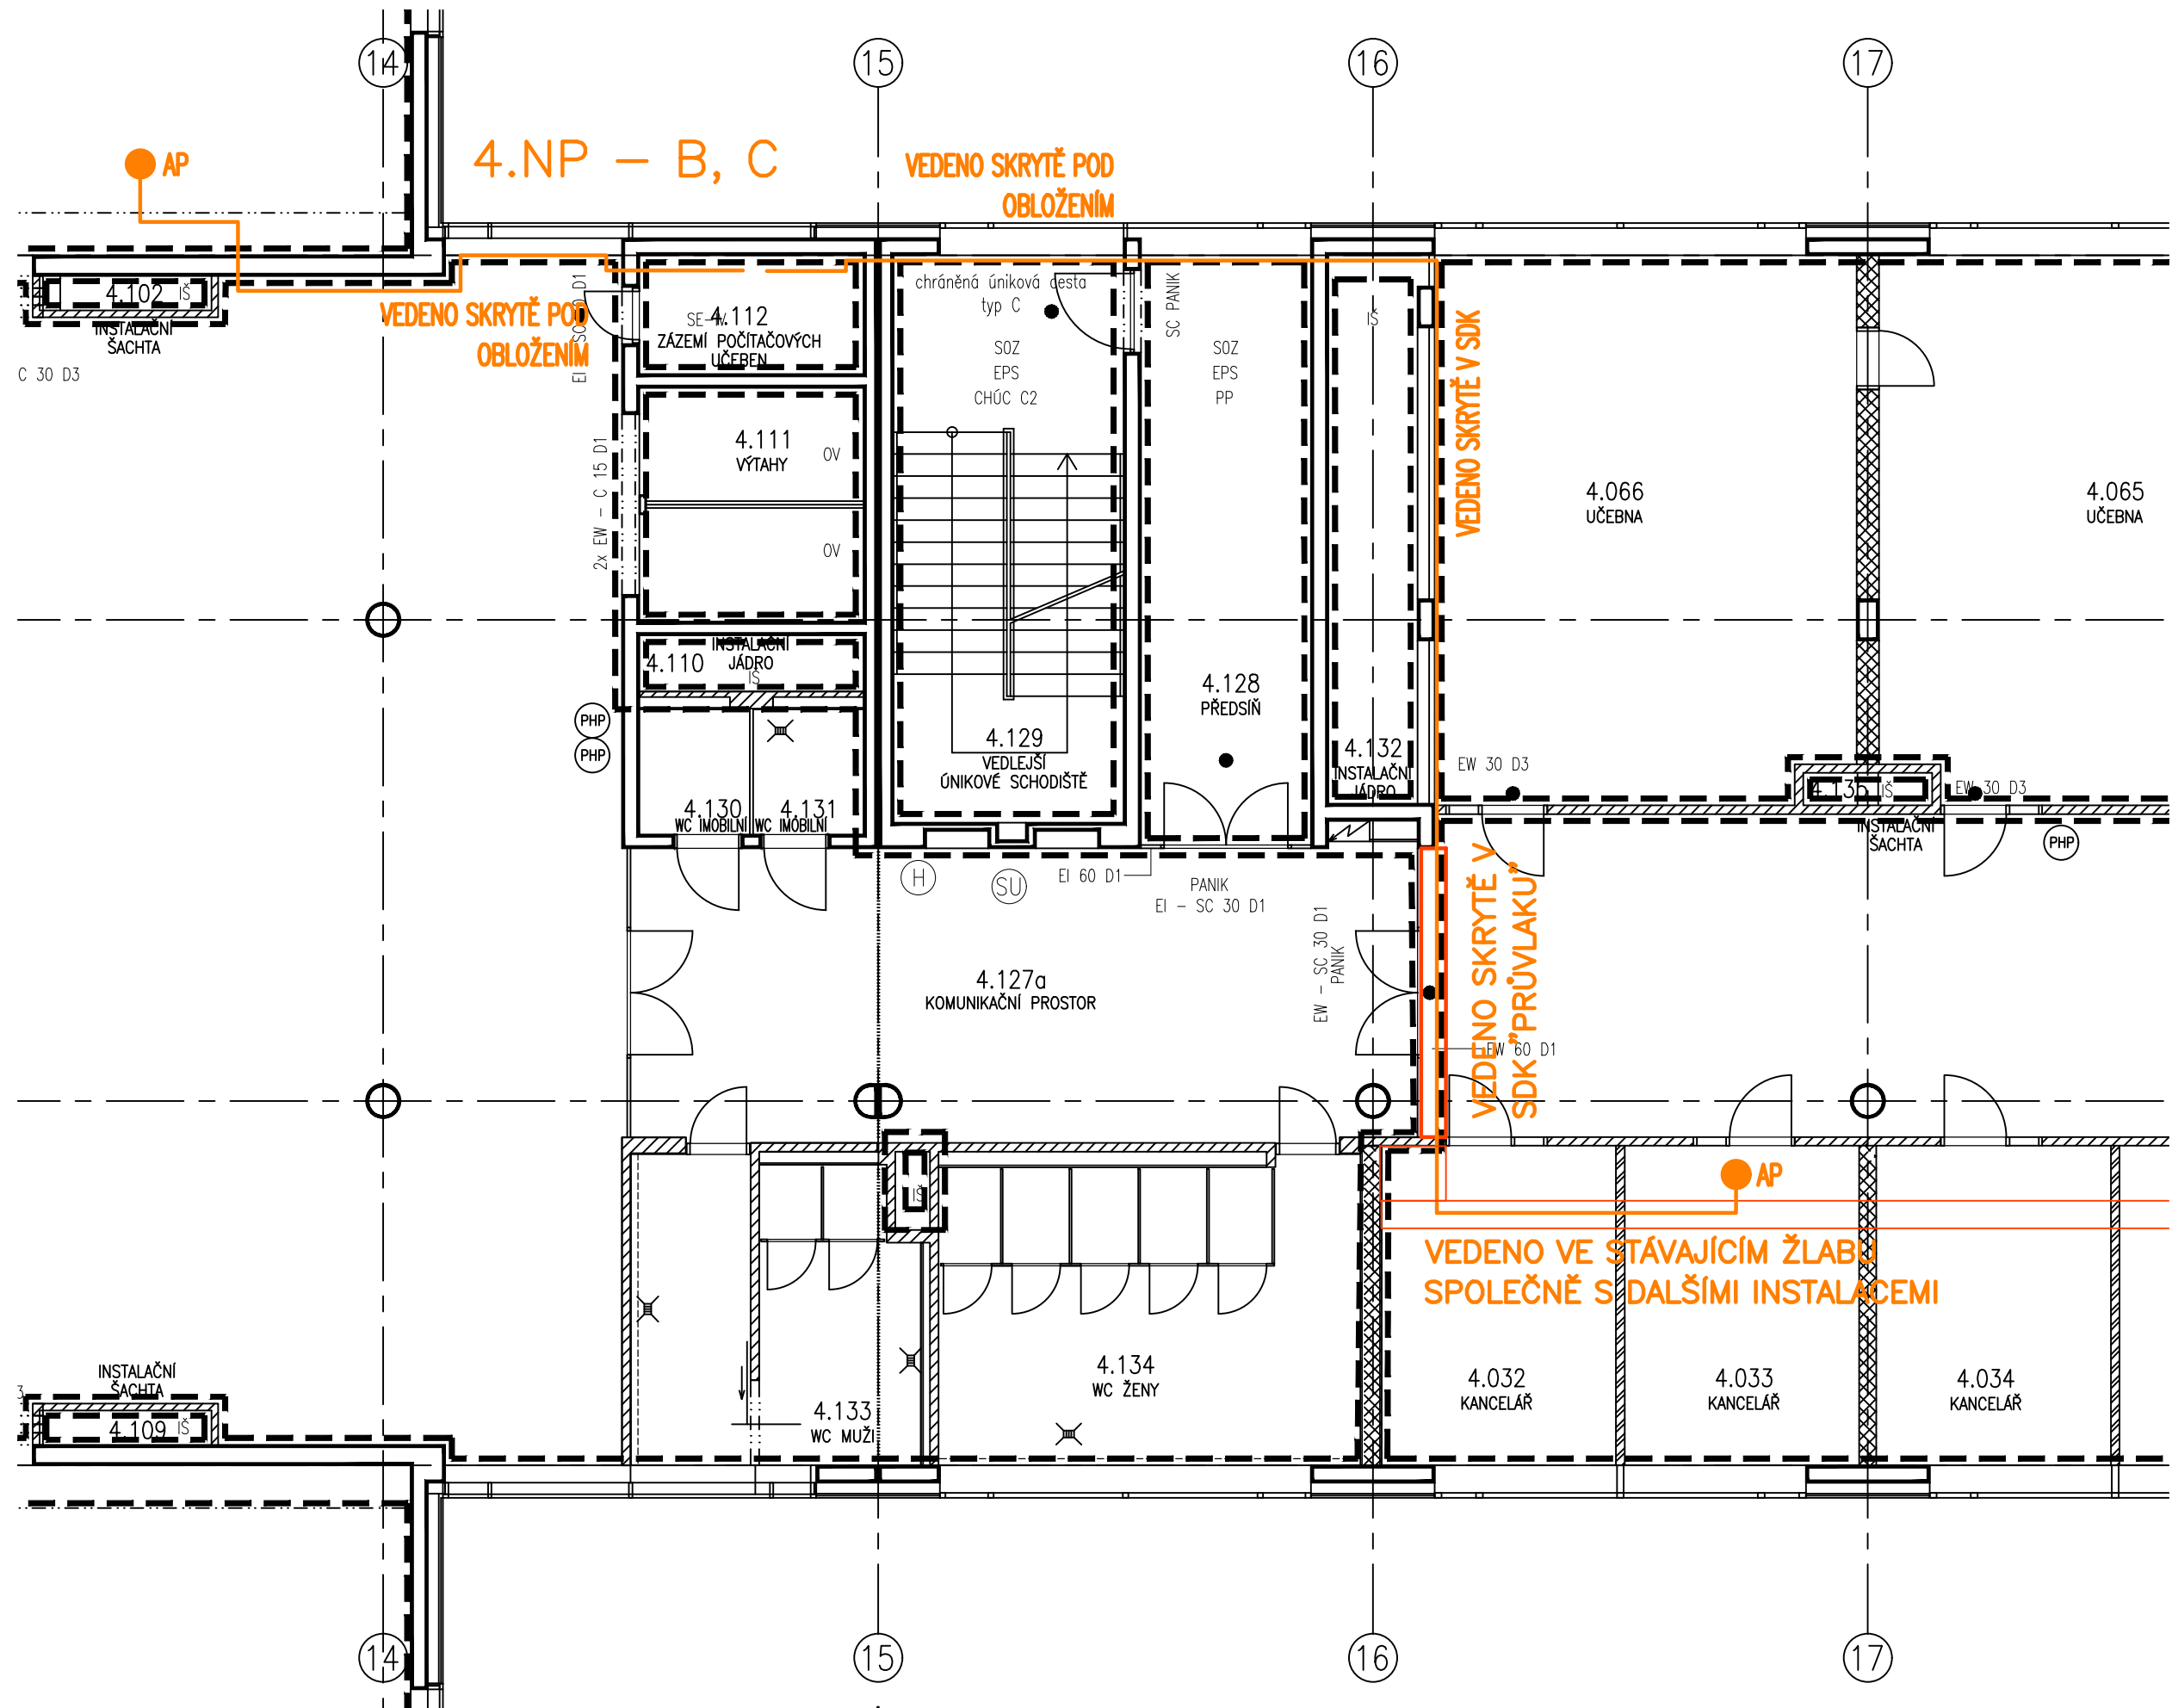 14
15
16
17
AP
4.NP – B, C
VEDENO SKRYTĚ POD
OBLOŽENÍM
4.102
IŠ
INSTALAČNÍ
ŠACHTA
C 30 D3
VEDENO SKRYTĚ POD
OBLOŽENÍM
4.112
ZÁZEMÍ POČÍTAČOVÝCH
UČEBEN
chráněná úniková cesta
typ C
SOZ
EPS
CHÚC C2
SC PANIK
SOZ
EPS
PP
IŠ
VEDENO SKRYTĚ V SDK
4.111
VÝTAHY
OV
OV
2x EW – C 15 D1
4.066
UČEBNA
4.065
UČEBNA
INSTALAČNÍ
JÁDRO
4.110
IŠ
PHP
PHP
4.128
PŘEDSÍŇ
4.129
VEDLEJŠÍ
ÚNIKOVÉ SCHODIŠTĚ
4.132
INSTALAČNÍ
JÁDRO
EW 30 D3
4.135
IŠ
EW 30 D3
INSTALAČNÍ
ŠACHTA
PHP
4.130
WC IMOBILNÍ
4.131
WC IMOBILNÍ
H
SU
EI 60 D1
PANIK
EI – SC 30 D1
EW – SC 30 D1
PANIK
VEDENO SKRYTĚ V
SDK "PRŮVLAKU"
EW 60 D1
4.127a
KOMUNIKAČNÍ PROSTOR
IŠ
AP
VEDENO VE STÁVAJÍCÍM ŽLABU
SPOLEČNĚ S DALŠÍMI INSTALACEMI
4.134
WC ŽENY
4.133
WC MUŽI
4.032
KANCELÁŘ
4.033
KANCELÁŘ
4.034
KANCELÁŘ
INSTALAČNÍ
ŠACHTA
4.109
IŠ
14
15
16
17